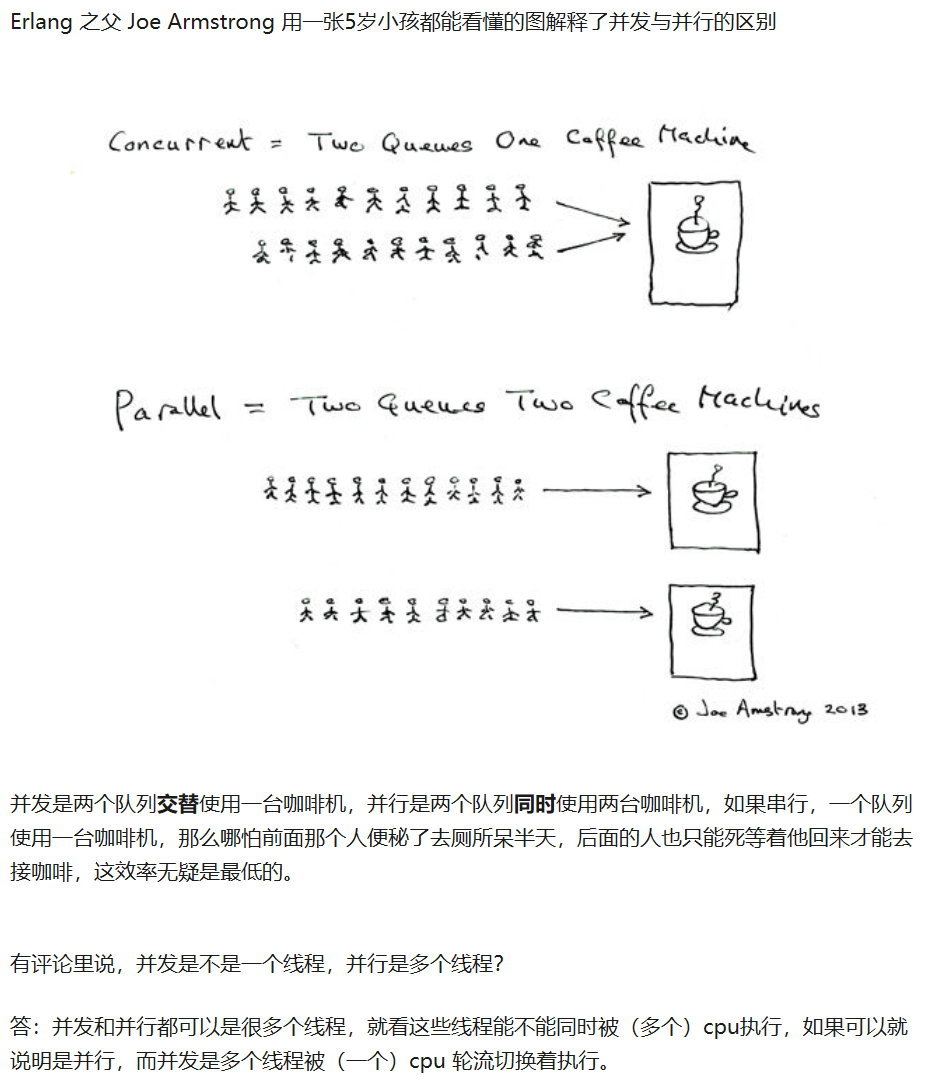 Erlang 之父 Joe Armstrong 用一张5岁小孩都能看懂的图解释了并发与并行的区别
Concurrent = Two Queues One Coffee Machine
Parallel = Two Queues Two Coffee Machines
© Joe Armstrong 2013
并发是两个队列交替使用一台咖啡机，并行是两个队列同时使用两台咖啡机，如果串行，一个队列
使用一台咖啡机，那么哪怕前面那个人便秘了去厕所呆半天，后面的人也只能死等着他回来才能去
接咖啡，这效率无疑是最低的。
有评论里说，并发是不是一个线程，并行是多个线程？
答：并发和并行都可以是很多个线程，就看这些线程能不能同时被（多个）cpu执行，如果可以就
说明是并行，而并发是多个线程被（一个）cpu 轮流切换着执行。